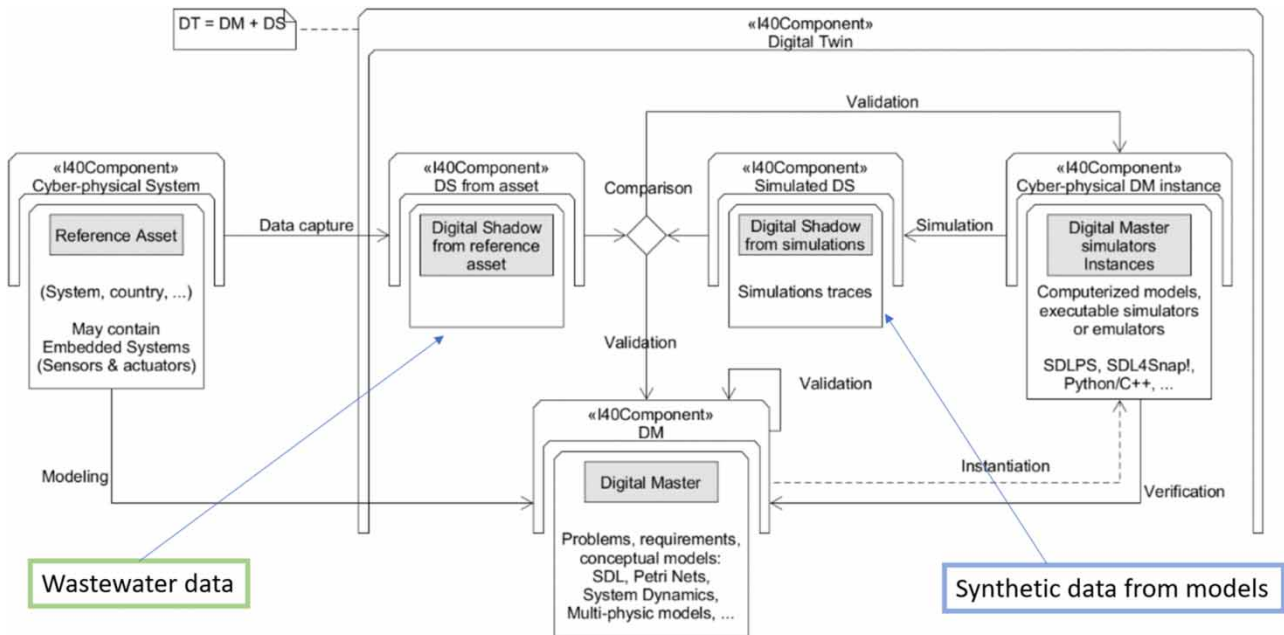 DT = DM + DS
«I40Component»
Digital Twin
Validation
«I40Component»
Cyber-physical System
Reference Asset
(System, country, ...)
May contain
Embedded Systems
(Sensors & actuators)
Data capture
«I40Component»
DS from asset
Digital Shadow
from reference
asset
Comparison
«I40Component»
Simulated DS
Digital Shadow
from simulations
Simulations traces
Simulation
«I40Component»
Cyber-physical DM instance
Digital Master
simulators
Instances
Computerized models,
executable simulators
or emulators
SDLPS, SDL4Snap!,
Python/C++, ...
Validation
Validation
«I40Component»
DM
Digital Master
Problems, requirements,
conceptual models:
SDL, Petri Nets,
System Dynamics,
Multi-physic models, ...
Modeling
Instantiation
Verification
Wastewater data
Synthetic data from models